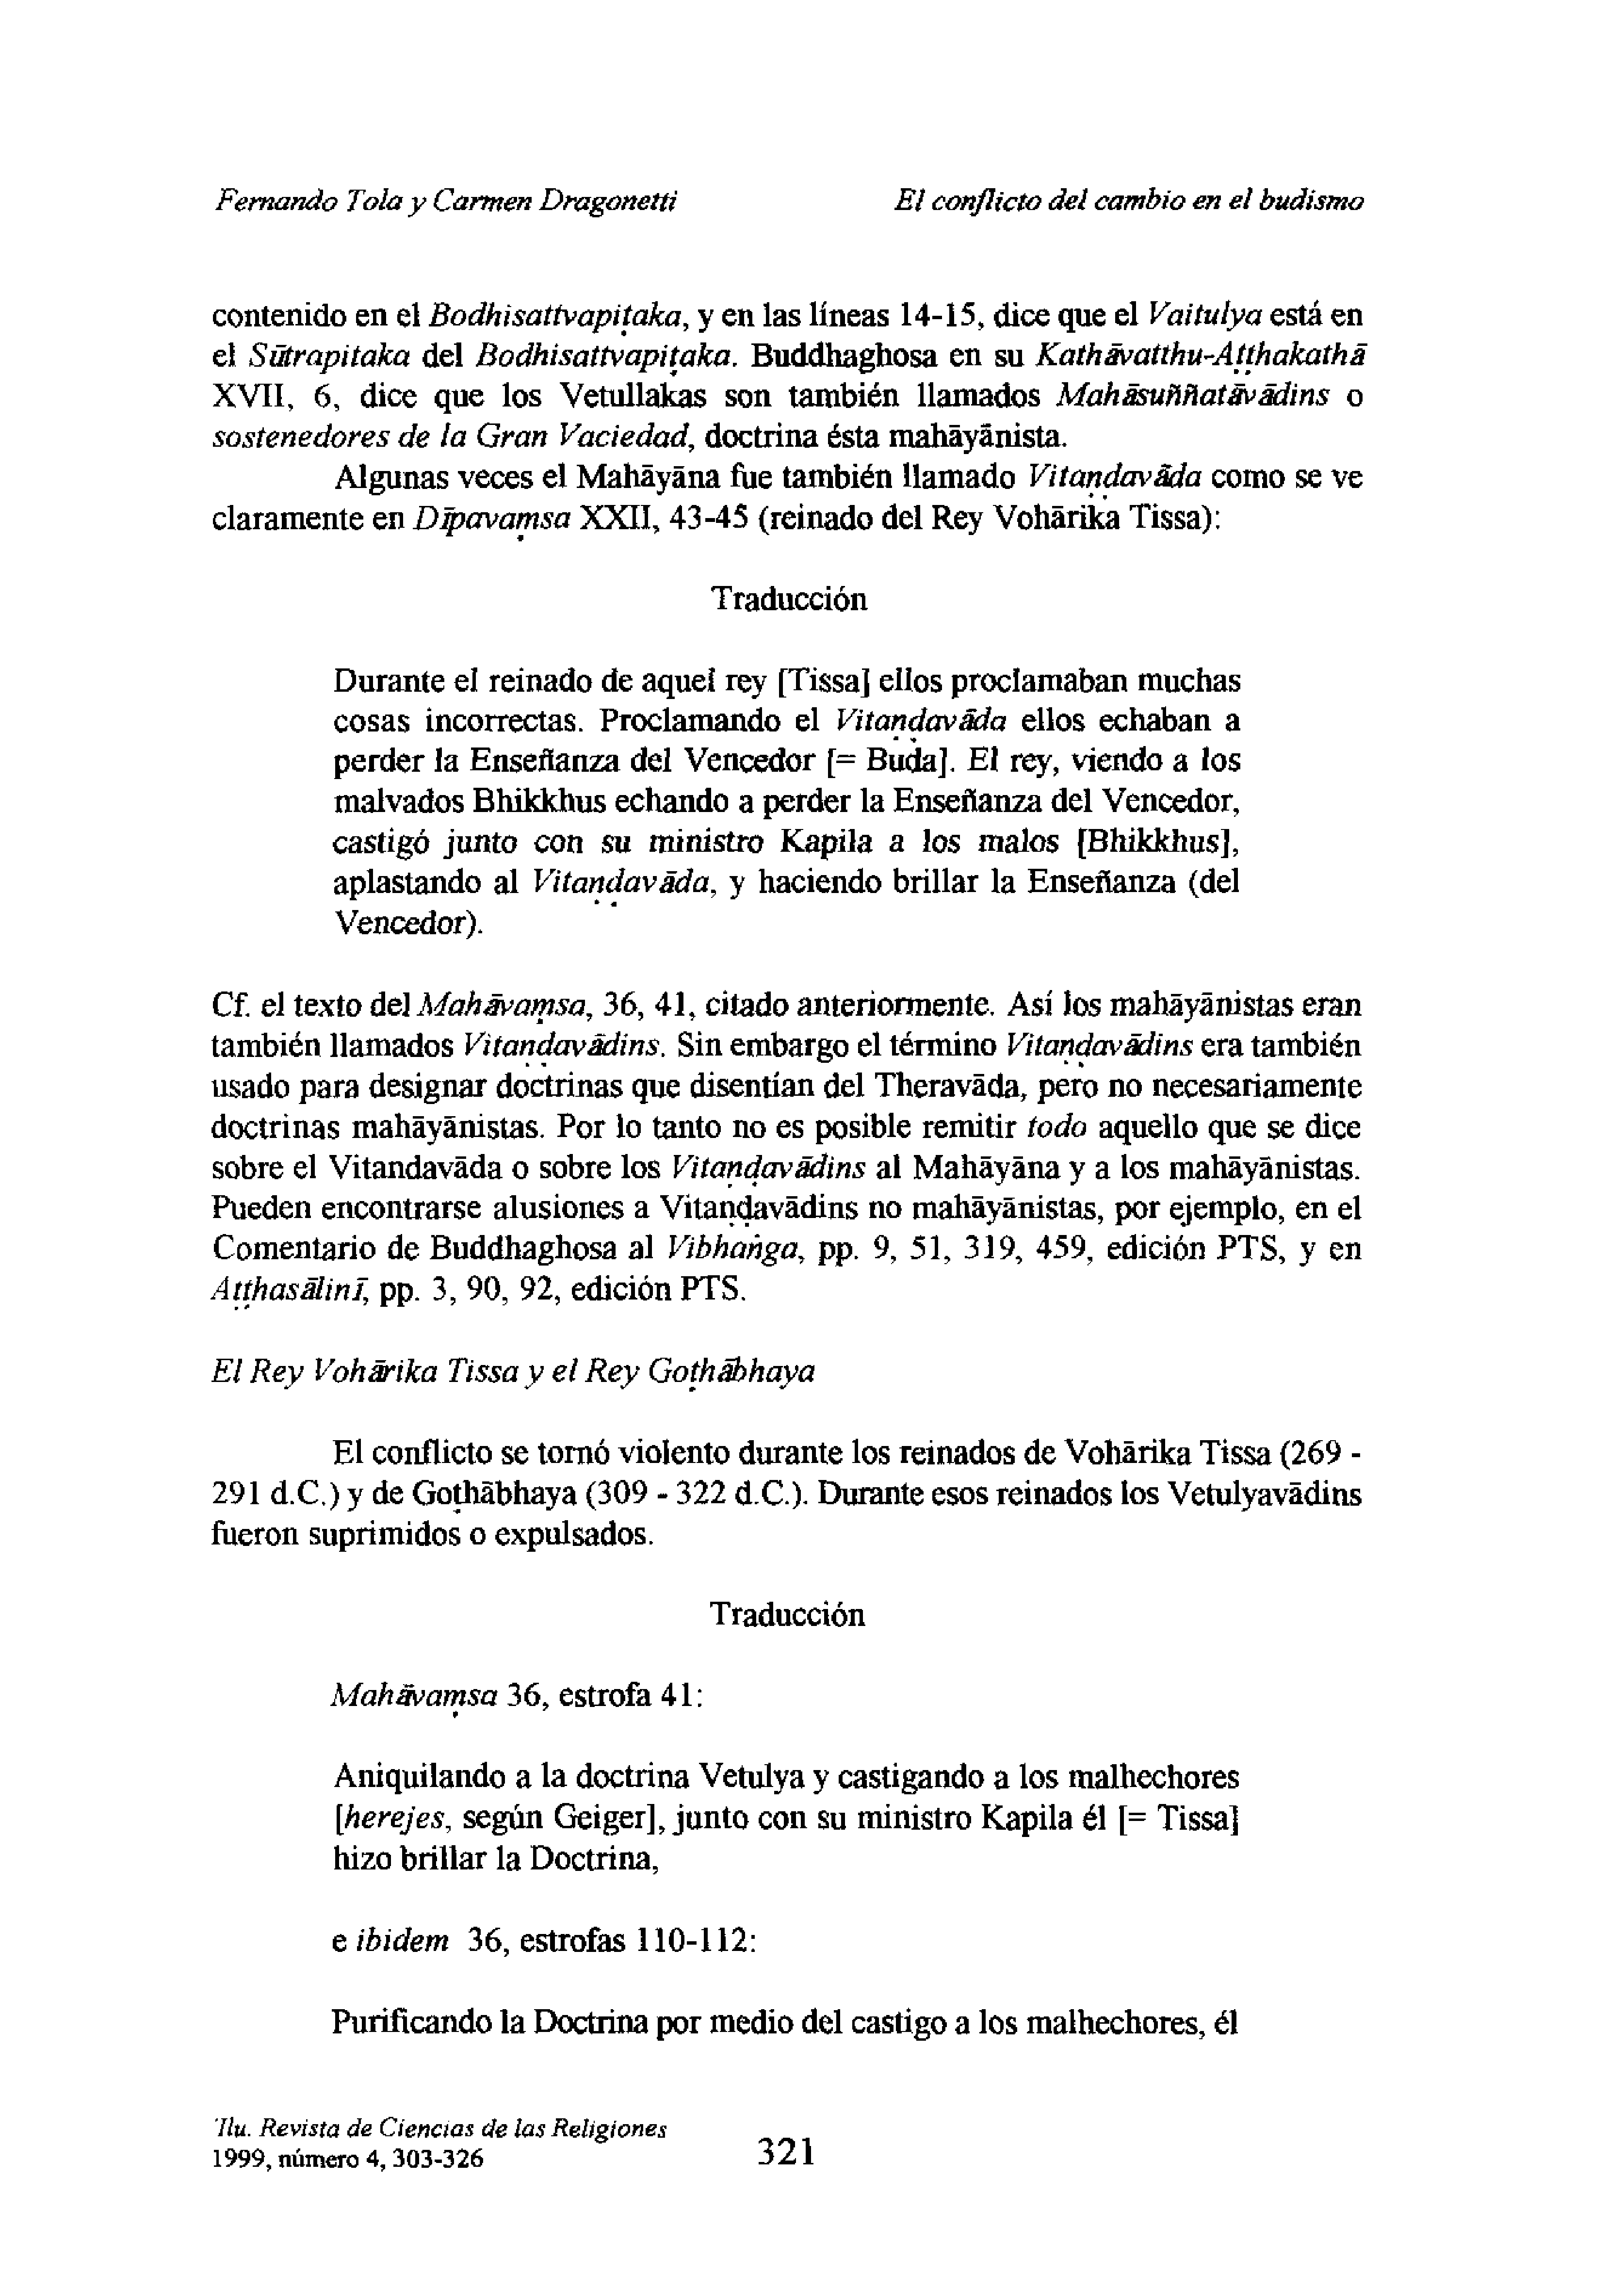 Fernando Tola y Carmen Dragonetti
El conflicto del cambio en el budismo
contenido en el Bodhisattvapiṭaka, y en las líneas 14-15, dice que el Vaitulya está en
el Sūtrapitaka del Bodhisattvapiṭaka. Buddhaghosa en su Kathāvatthu-Aṭṭhakathā
XVII, 6, dice que los Vetullakas son también llamados Mahāsuññatāvādins o
sostenedores de la Gran Vaciedad, doctrina ésta mahāyānista.
Algunas veces el Mahāyāna fue también llamado Vitaṇḍavāda como se ve
claramente en Dīpavaṃsa XXII, 43-45 (reinado del Rey Vohārika Tissa):
Traducción
Durante el reinado de aquel rey [Tissa] ellos proclamaban muchas
cosas incorrectas. Proclamando el Vitaṇḍavāda ellos echaban a
perder la Enseñanza del Vencedor [= Buda]. El rey, viendo a los
malvados Bhikkhus echando a perder la Enseñanza del Vencedor,
castigó junto con su ministro Kapila a los malos [Bhikkhus],
aplastando al Vitaṇḍavāda, y haciendo brillar la Enseñanza (del
Vencedor).
Cf. el texto del Mahāvaṃsa, 36, 41, citado anteriormente. Así los mahāyānistas eran
también llamados Vitaṇḍavādins. Sin embargo el término Vitaṇḍavādins era también
usado para designar doctrinas que disentían del Theravāda, pero no necesariamente
doctrinas mahāyānistas. Por lo tanto no es posible remitir todo aquello que se dice
sobre el Vitandavāda o sobre los Vitaṇḍavādins al Mahāyāna y a los mahāyānistas.
Pueden encontrarse alusiones a Vitaṇḍavādins no mahāyānistas, por ejemplo, en el
Comentario de Buddhaghosa al Vibhaṅga, pp. 9, 51, 319, 459, edición PTS, y en
Aṭṭhasālinī, pp. 3, 90, 92, edición PTS.
El Rey Vohārika Tissa y el Rey Goṭhābhaya
El conflicto se tornó violento durante los reinados de Vohārika Tissa (269 -
291 d.C.) y de Goṭhābhaya (309 - 322 d.C.). Durante esos reinados los Vetulyavādins
fueron suprimidos o expulsados.
Traducción
Mahāvaṃsa 36, estrofa 41:
Aniquilando a la doctrina Vetulya y castigando a los malhechores
[herejes, según Geiger], junto con su ministro Kapila él [= Tissa]
hizo brillar la Doctrina,
e ibidem 36, estrofas 110-112:
Purificando la Doctrina por medio del castigo a los malhechores, él
'Ilu. Revista de Ciencias de las Religiones
1999, número 4, 303-326
321